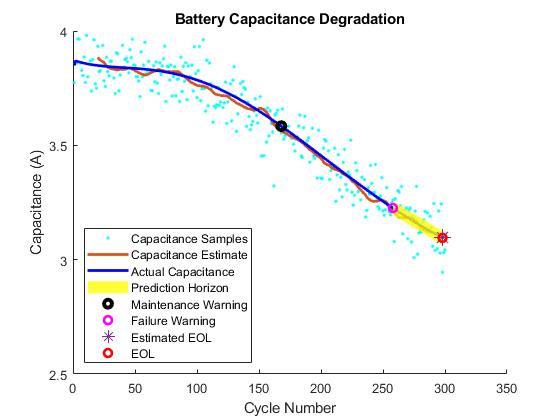 Battery Capacitance Degradation
4
3.5
3
2.5
Capacitance (A)
Capacitance Samples
Capacitance Estimate
Actual Capacitance
Prediction Horizon
Maintenance Warning
Failure Warning
Estimated EOL
EOL
0 50 100 150 200 250 300 350
Cycle Number